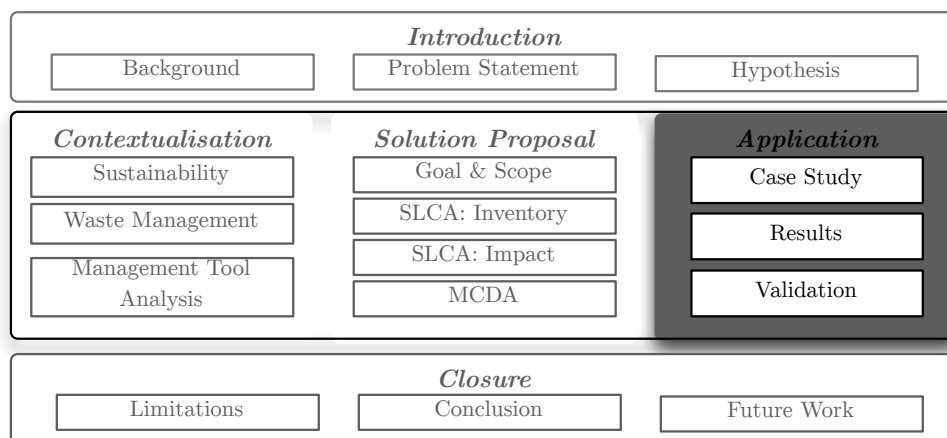 Introduction
Background
Problem Statement
Hypothesis
Contextualisation
Sustainability
Waste Management
Management Tool
Analysis
Solution Proposal
Goal & Scope
SLCA: Inventory
SLCA: Impact
MCDA
Application
Case Study
Results
Validation
Closure
Limitations
Conclusion
Future Work